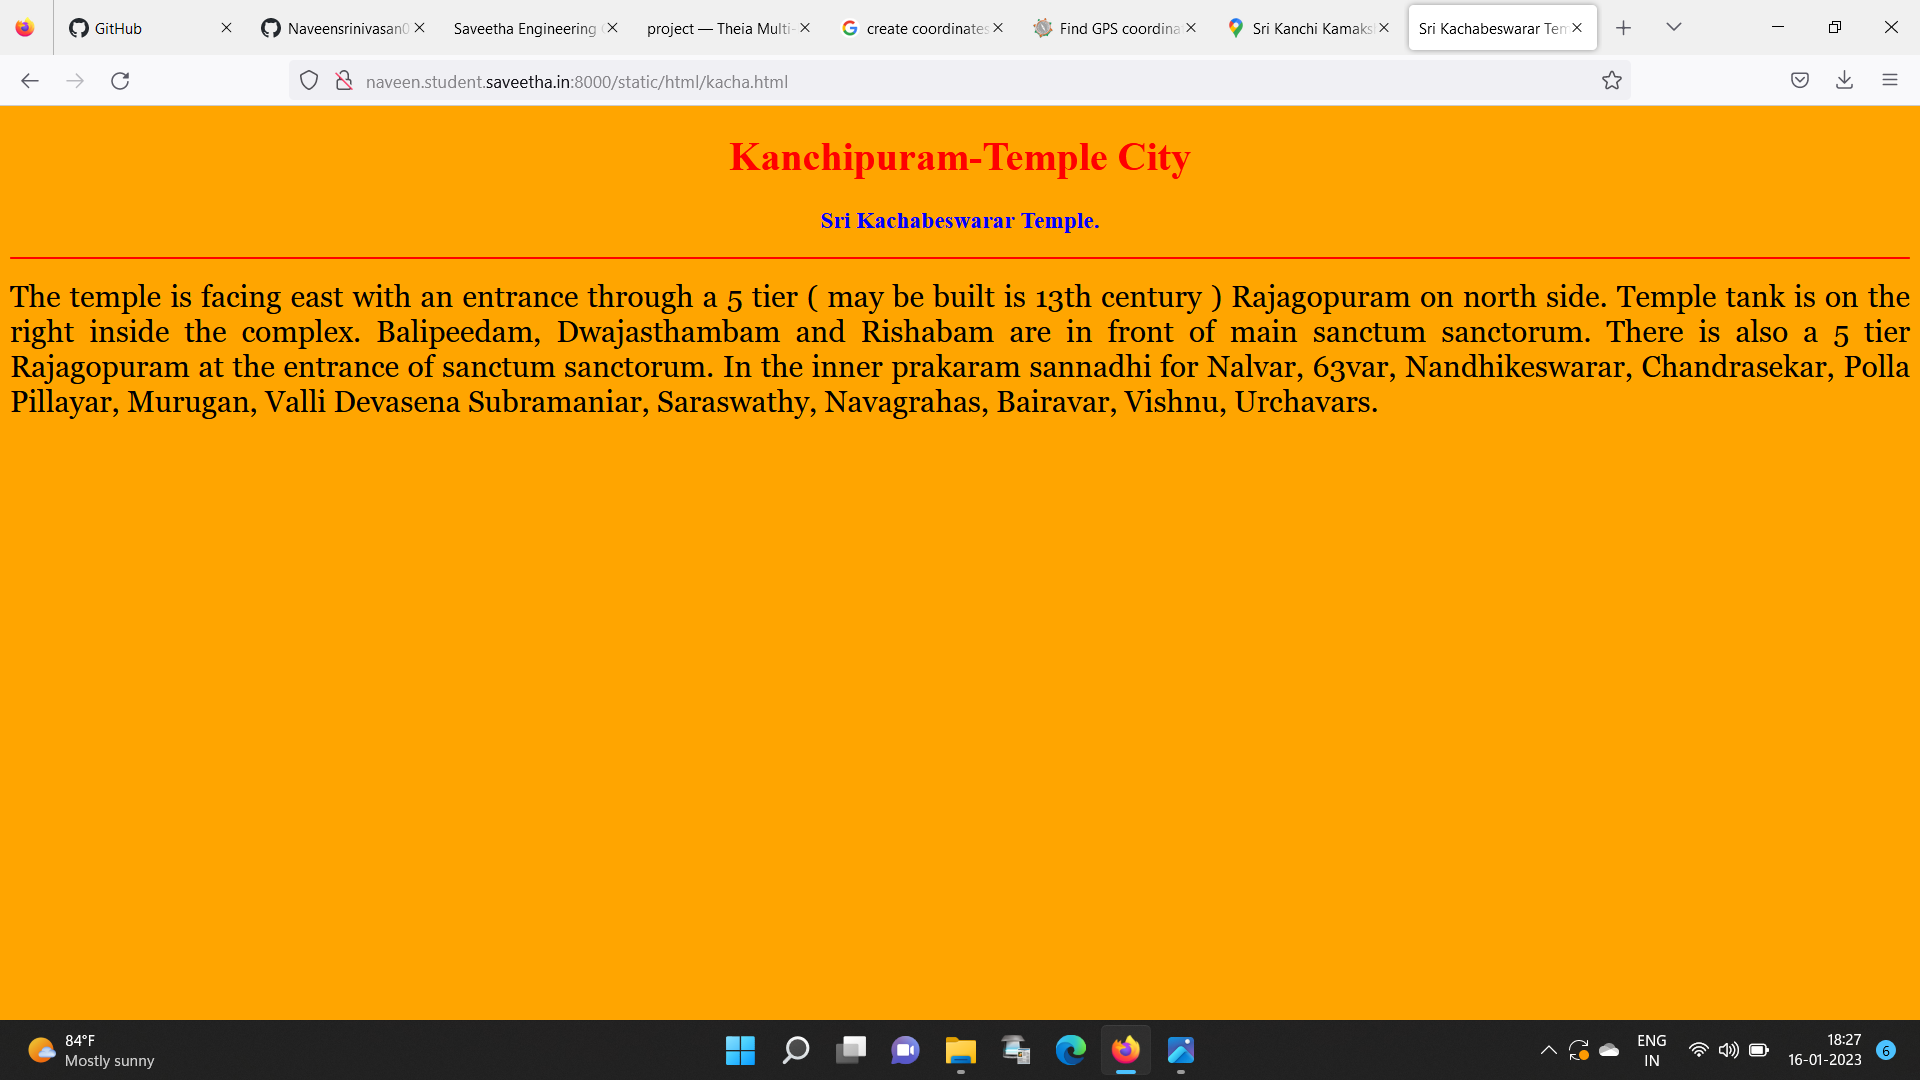 GitHub
Naveensrinivasan0
Saveetha Engineering
project — Theia Multi-
create coordinates
Find GPS coordina
Sri Kanchi Kamaks
Sri Kachabeswarar Tem
naveen.student.saveetha.in:8000/static/html/kacha.html
Kanchipuram-Temple City
Sri Kachabeswarar Temple.
The temple is facing east with an entrance through a 5 tier ( may be built is 13th century ) Rajagopuram on north side. Temple tank is on the
right inside the complex. Balipeedam, Dwajasthambam and Rishabam are in front of main sanctum sanctorum. There is also a 5 tier
Rajagopuram at the entrance of sanctum sanctorum. In the inner prakaram sannadhi for Nalvar, 63var, Nandhikeswarar, Chandrasekar, Polla
Pillayar, Murugan, Valli Devasena Subramaniar, Saraswathy, Navagrahas, Bairavar, Vishnu, Urchavars.
84°F
Mostly sunny
ENG
IN
18:27
16-01-2023
6